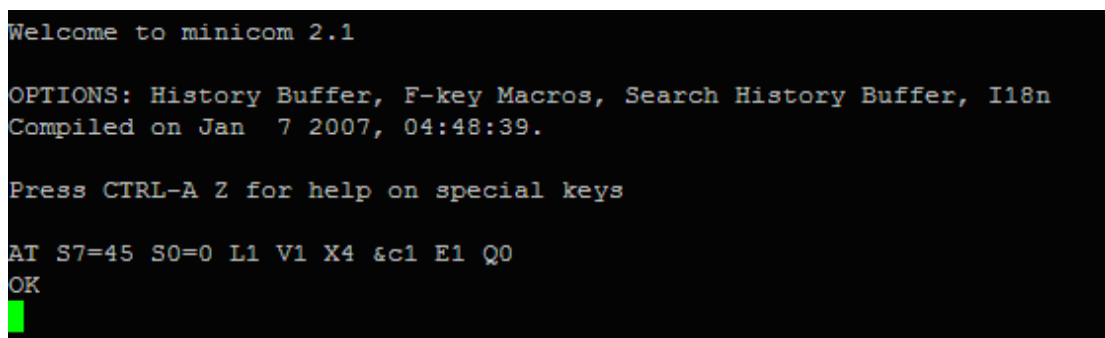 Welcome to minicom 2.1
OPTIONS: History Buffer, F-key Macros, Search History Buffer, I18n
Compiled on Jan  7 2007, 04:48:39.
Press CTRL-A Z for help on special keys
AT S7=45 S0=0 L1 V1 X4 &c1 E1 Q0
OK